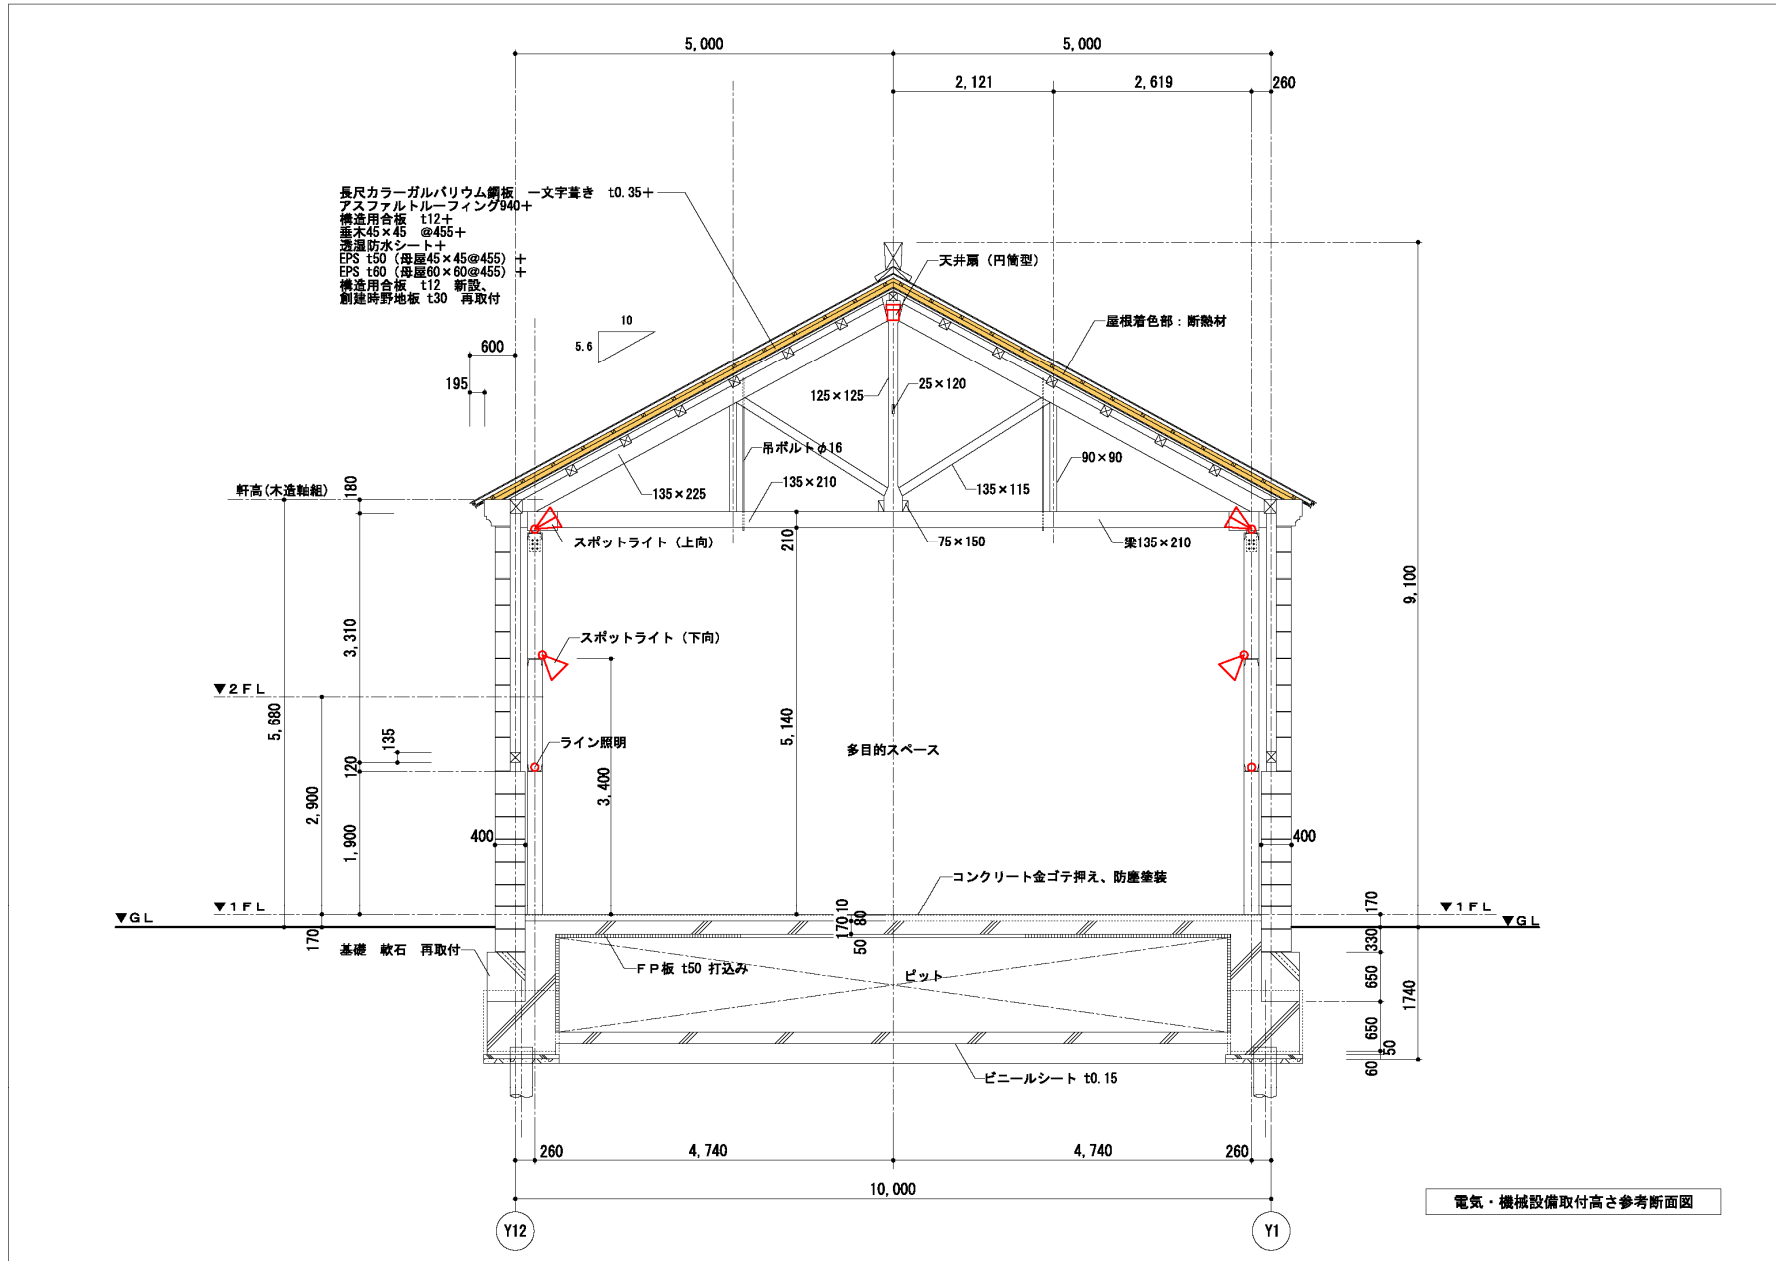 5,000
5,000
2,121
2,619
260
長尺カラーガルバリウム鋼板 一文字葺き t0.35+
アスファルトルーフィング940+
構造用合板 t12+
垂木45×45 @455+
透湿防水シート+
EPS t50 (母屋45×45@455) +
EPS t60 (母屋60×60@455) +
構造用合板 t12 新設、
創建時野地板 t30 再取付
天井扇 (円筒型)
屋根着色部：断熱材
10
5.6
600
195
125×125
25×120
吊ボルトφ16
90×90
135×225
135×210
135×115
軒高(木造軸組)
180
スポットライト (上向)
210
75×150
梁135×210
9,100
3,310
スポットライト (下向)
▼2FL
5,680
135
5,140
ライン照明
多目的スペース
120
3,400
2,900
1,900
400
400
コンクリート金ゴテ押え、防塵塗装
▼1FL
▼GL
170
10
80
170
50
170
▼1FL
▼GL
330
基礎 軟石 再取付
FP板 t50 打込み
ピット
650
1740
650
50
60
ビニールシート t0.15
260
4,740
4,740
260
10,000
Y12
Y1
電気・機械設備取付高さ参考断面図